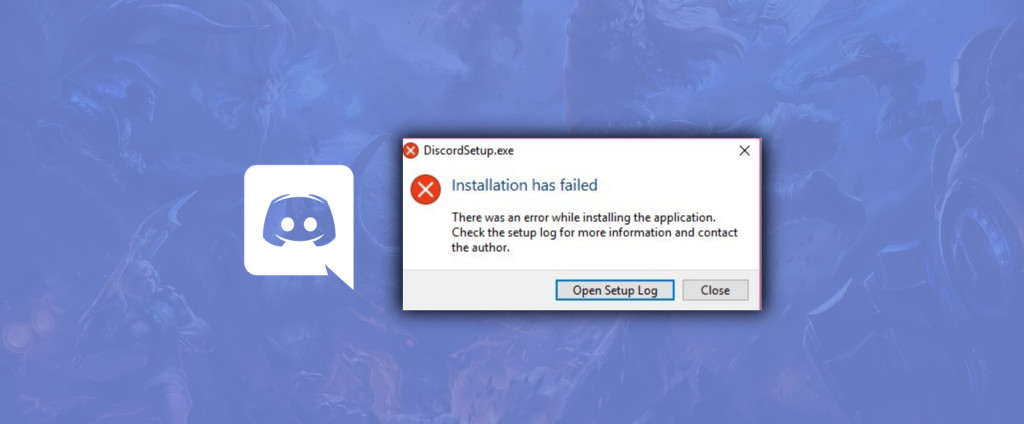 DiscordSetup.exe
Installation has failed
There was an error while installing the application.
Check the setup log for more information and contact
the author.
Open Setup Log
Close